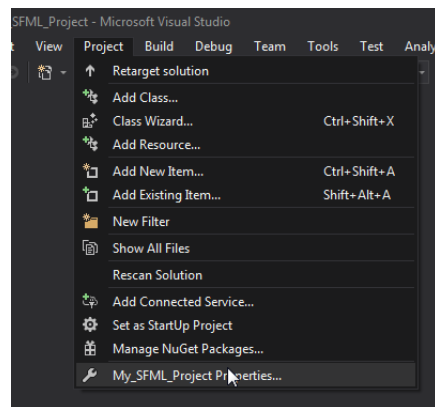 SFML_Project - Microsoft Visual Studio
View Project Build Debug Team Tools Test Analy
Retarget solution
Add Class...
Class Wizard... Ctrl+Shift+X
Add Resource...
Add New Item... Ctrl+Shift+A
Add Existing Item... Shift+Alt+A
New Filter
Show All Files
Rescan Solution
Add Connected Service...
Set as StartUp Project
Manage NuGet Packages...
My_SFML_Project Properties...